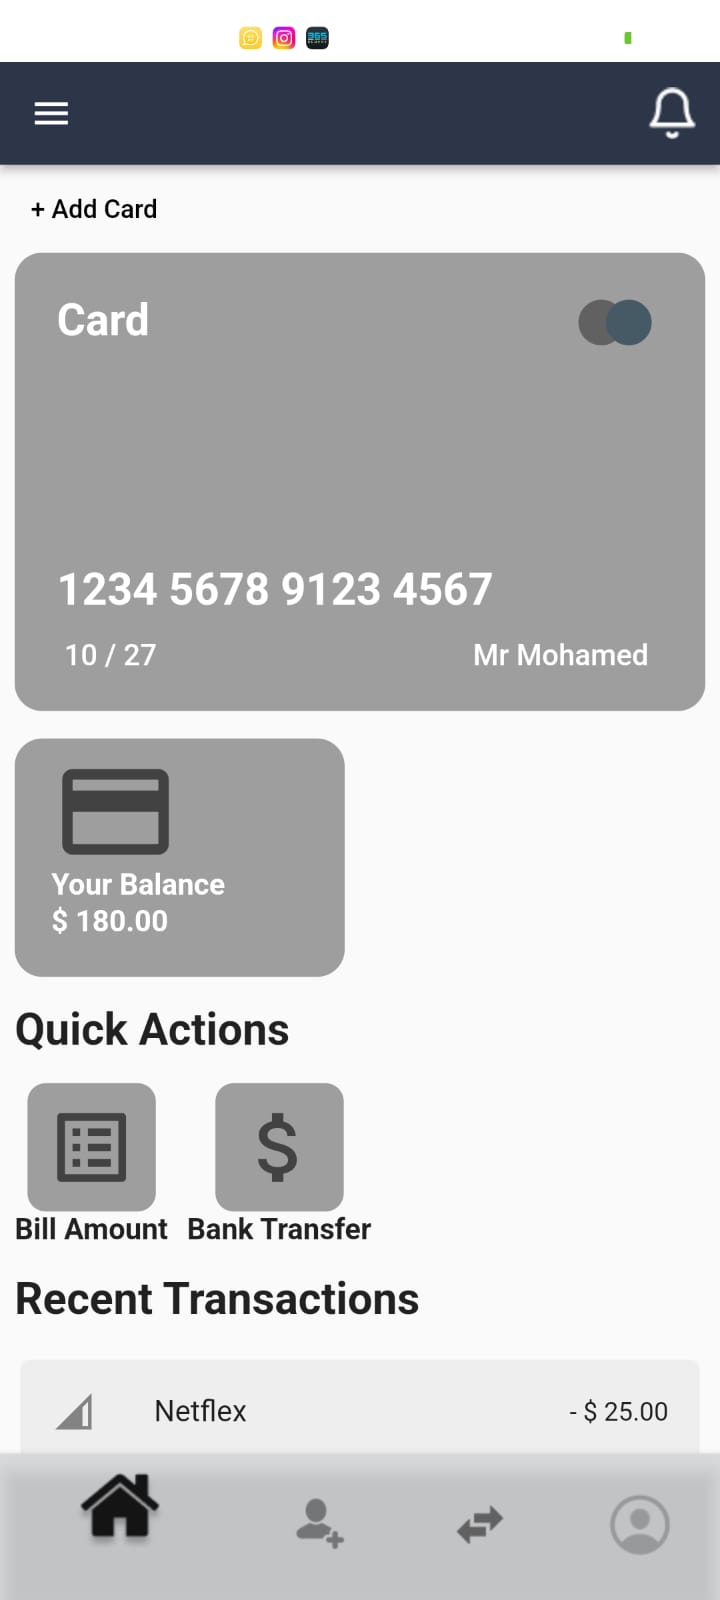 + Add Card
Card
1234 5678 9123 4567
10 / 27 Mr Mohamed
Your Balance
$ 180.00
Quick Actions
Bill Amount Bank Transfer
Recent Transactions
Netflex - $ 25.00